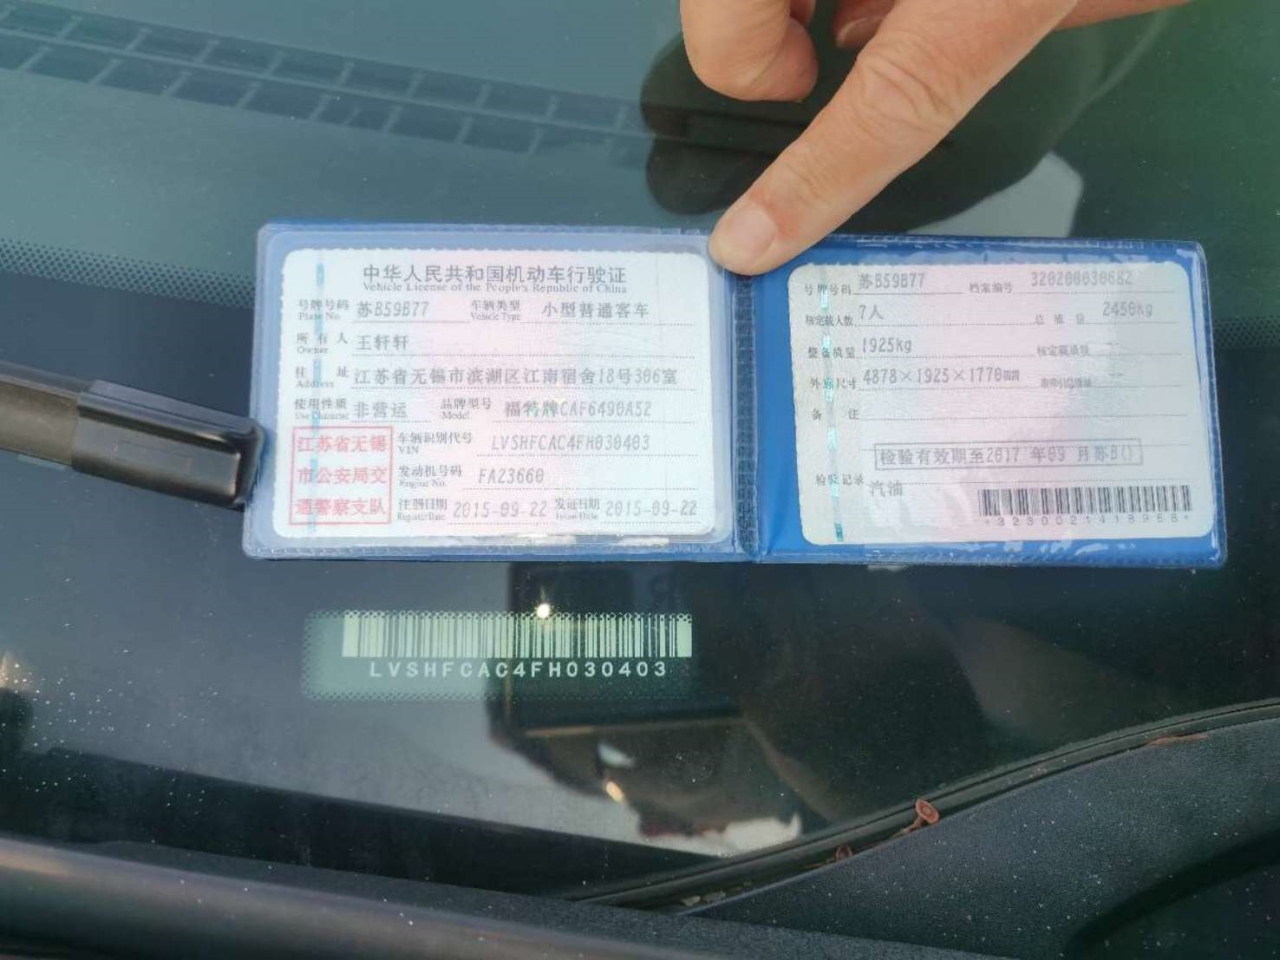 中华人民共和国机动车行驶证
Vehicle License of the People's Republic of China
号牌号码 苏B59B77 车辆类型 小型普通客车
Plate No. Vehicle Type
所有人 王轩轩
Owner
住址 江苏省无锡市滨湖区江南宿舍18号306室
Address
使用性质 非营运 品牌型号 福特牌CAF6490A52
Use Character Model
江苏省无锡
市公安局交
通警察支队
车辆识别代号 LVSHFCAC4FH030403
VIN
发动机号码 FA23660
Engine No.
注册日期 2015-09-22 发证日期 2015-09-22
Register Date Issue Date
号牌号码 苏B59B77 档案编号 320200630682
核定载人数 7人 总质量 2450kg
整备质量 1925kg 核定载质量 --
外廓尺寸 4878×1925×1770mm
备注
检验有效期至2017年09月苏B()
检验记录 汽油
*3230021418968*
LVSHFCAC4FH030403